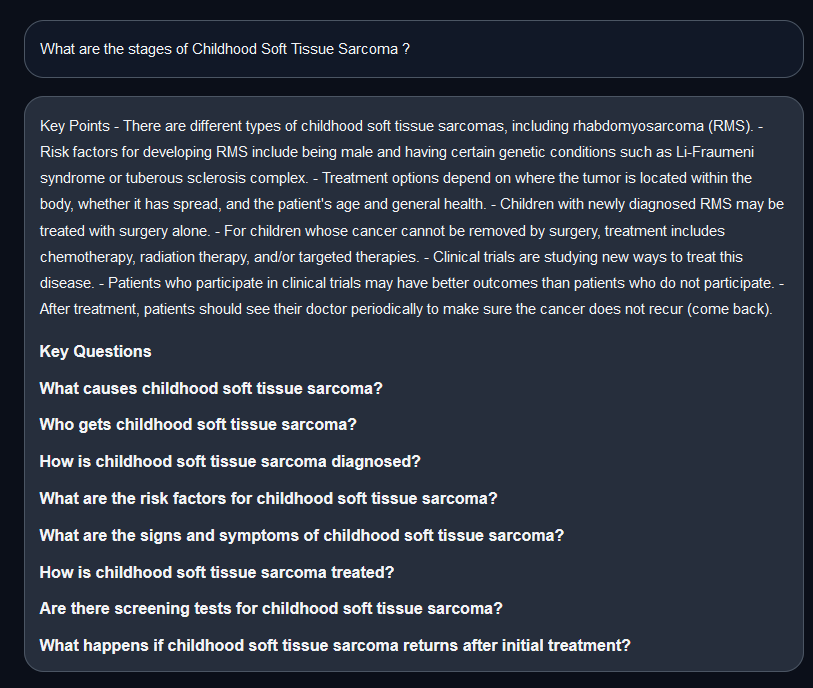 What are the stages of Childhood Soft Tissue Sarcoma ?
Key Points - There are different types of childhood soft tissue sarcomas, including rhabdomyosarcoma (RMS). -
Risk factors for developing RMS include being male and having certain genetic conditions such as Li-Fraumeni
syndrome or tuberous sclerosis complex. - Treatment options depend on where the tumor is located within the
body, whether it has spread, and the patient's age and general health. - Children with newly diagnosed RMS may be
treated with surgery alone. - For children whose cancer cannot be removed by surgery, treatment includes
chemotherapy, radiation therapy, and/or targeted therapies. - Clinical trials are studying new ways to treat this
disease. - Patients who participate in clinical trials may have better outcomes than patients who do not participate. -
After treatment, patients should see their doctor periodically to make sure the cancer does not recur (come back).
Key Questions
What causes childhood soft tissue sarcoma?
Who gets childhood soft tissue sarcoma?
How is childhood soft tissue sarcoma diagnosed?
What are the risk factors for childhood soft tissue sarcoma?
What are the signs and symptoms of childhood soft tissue sarcoma?
How is childhood soft tissue sarcoma treated?
Are there screening tests for childhood soft tissue sarcoma?
What happens if childhood soft tissue sarcoma returns after initial treatment?